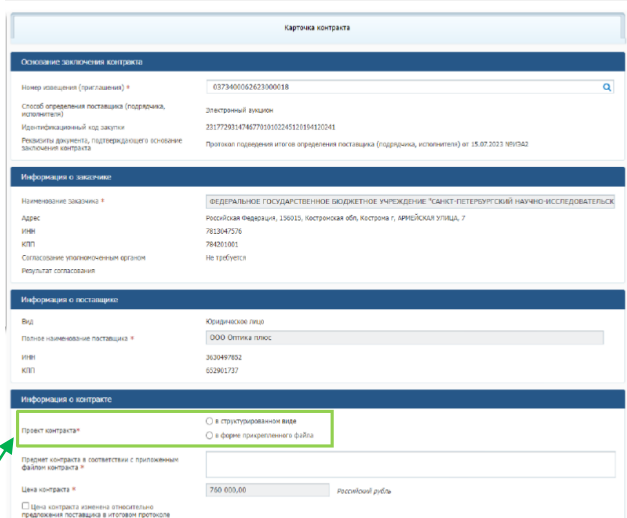 Карточка контракта
Основание заключения контракта
Номер извещения (приглашения) *
0373400062623000018
Способ определения поставщика (подрядчика,
исполнителя)
Электронный аукцион
Идентификационный код закупки
231772931474677010102245120194120241
Реквизиты документа, подтверждающего основание
заключения контракта
Протокол подведения итогов определения поставщика (подрядчика, исполнителя) от 15.07.2023 №ИЭА2
Информация о заказчике
Наименование заказчика *
ФЕДЕРАЛЬНОЕ ГОСУДАРСТВЕННОЕ БЮДЖЕТНОЕ УЧРЕЖДЕНИЕ "САНКТ-ПЕТЕРБУРГСКИЙ НАУЧНО-ИССЛЕДОВАТЕЛЬСК
Адрес
Российская Федерация, 156015, Костромская обл, Кострома г, АРМЕЙСКАЯ УЛИЦА, 7
ИНН
7813047576
КПП
784201001
Согласование уполномоченным органом
Не требуется
Результат согласования
Информация о поставщике
Вид
Юридическое лицо
Полное наименование поставщика *
ООО Оптика плюс
ИНН
3630497652
КПП
652901737
Информация о контракте
Проект контракта*
в структурированном виде
в форме прикрепленного файла
Предмет контракта в соответствии с приложенным
файлом контракта *
Цена контракта *
760 000,00
Российский рубль
Цена контракта изменена относительно
предложения поставщика в итоговом протоколе